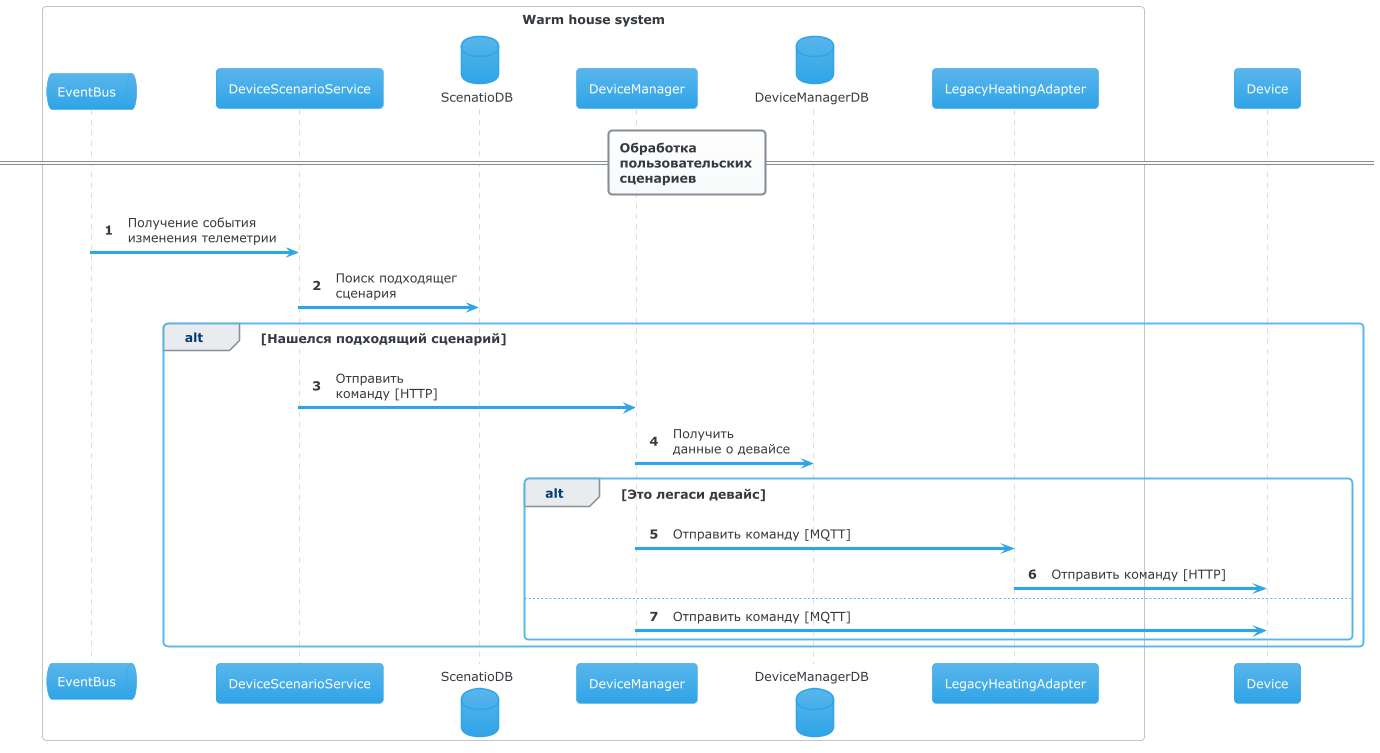 Warm house system
EventBus
DeviceScenarioService
ScenatioDB
DeviceManager
DeviceManagerDB
LegacyHeatingAdapter
Device
Обработка
пользовательских
сценариев
1 Получение события
изменения телеметрии
2 Поиск подходящег
сценария
alt [Нашелся подходящий сценарий]
3 Отправить
команду [HTTP]
4 Получить
данные о девайсе
alt [Это легаси девайс]
5 Отправить команду [MQTT]
6 Отправить команду [HTTP]
7 Отправить команду [MQTT]
EventBus
DeviceScenarioService
ScenatioDB
DeviceManager
DeviceManagerDB
LegacyHeatingAdapter
Device